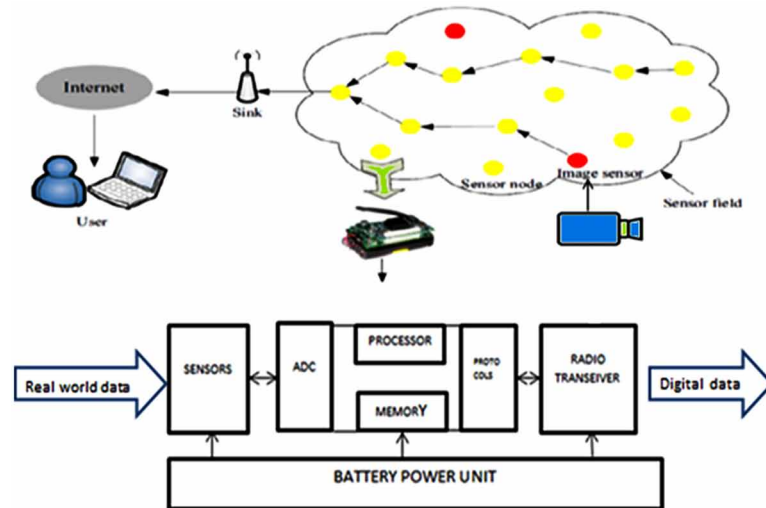 Internet
Sink
User
Sensor node
Image sensor
Sensor field
Real world data
SENSORS
ADC
PROCESSOR
MEMORY
PROTO
COLS
RADIO
TRANSEIVER
Digital data
BATTERY POWER UNIT